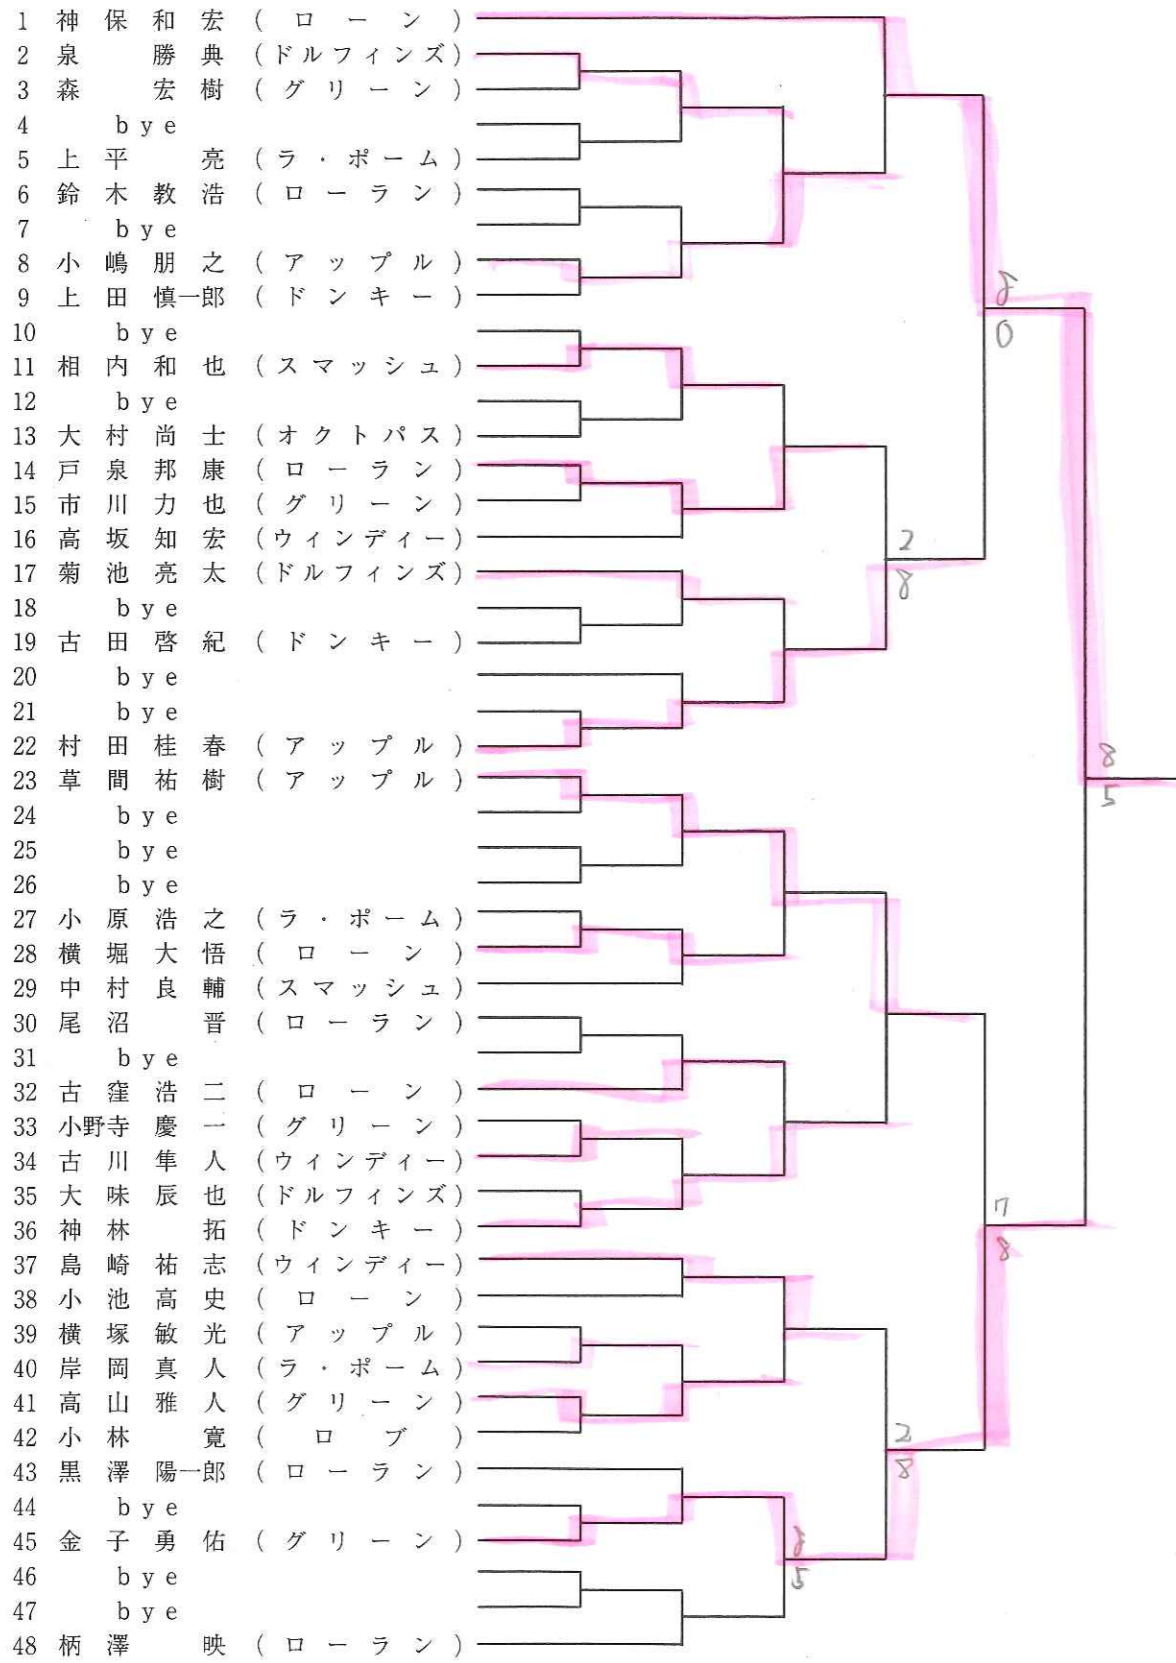 1 神保和宏 (ローン)
2 泉 勝典 (ドルフィンズ)
3 森 宏樹 (グリーン)
4 bye
5 上平 亮 (ラ・ポーム)
6 鈴木教浩 (ローラン)
7 bye
8 小嶋朋之 (アップル)
9 上田慎一郎 (ドンキー)
8
0
10 bye
11 相内和也 (スマッシュ)
12 bye
13 大村尚士 (オクトパス)
14 戸泉邦康 (ローラン)
15 市川力也 (グリーン)
16 高坂知宏 (ウィンディー)
2
17 菊池亮太 (ドルフィンズ)
8
18 bye
19 古田啓紀 (ドンキー)
20 bye
21 bye
22 村田桂春 (アップル)
8
23 草間祐樹 (アップル)
5
24 bye
25 bye
26 bye
27 小原浩之 (ラ・ポーム)
28 横堀大悟 (ローン)
29 中村良輔 (スマッシュ)
30 尾沼 晋 (ローラン)
31 bye
32 古窪浩二 (ローン)
33 小野寺慶一 (グリーン)
34 古川隼人 (ウィンディー)
35 大味辰也 (ドルフィンズ)
7
36 神林 拓 (ドンキー)
8
37 島崎祐志 (ウィンディー)
38 小池高史 (ローン)
39 横塚敏光 (アップル)
40 岸岡真人 (ラ・ポーム)
41 高山雅人 (グリーン)
42 小林 寛 (ロブ)
2
43 黒澤陽一郎 (ローラン)
8
44 bye
45 金子勇佑 (グリーン)
8
46 bye
5
47 bye
48 柄澤 映 (ローラン)